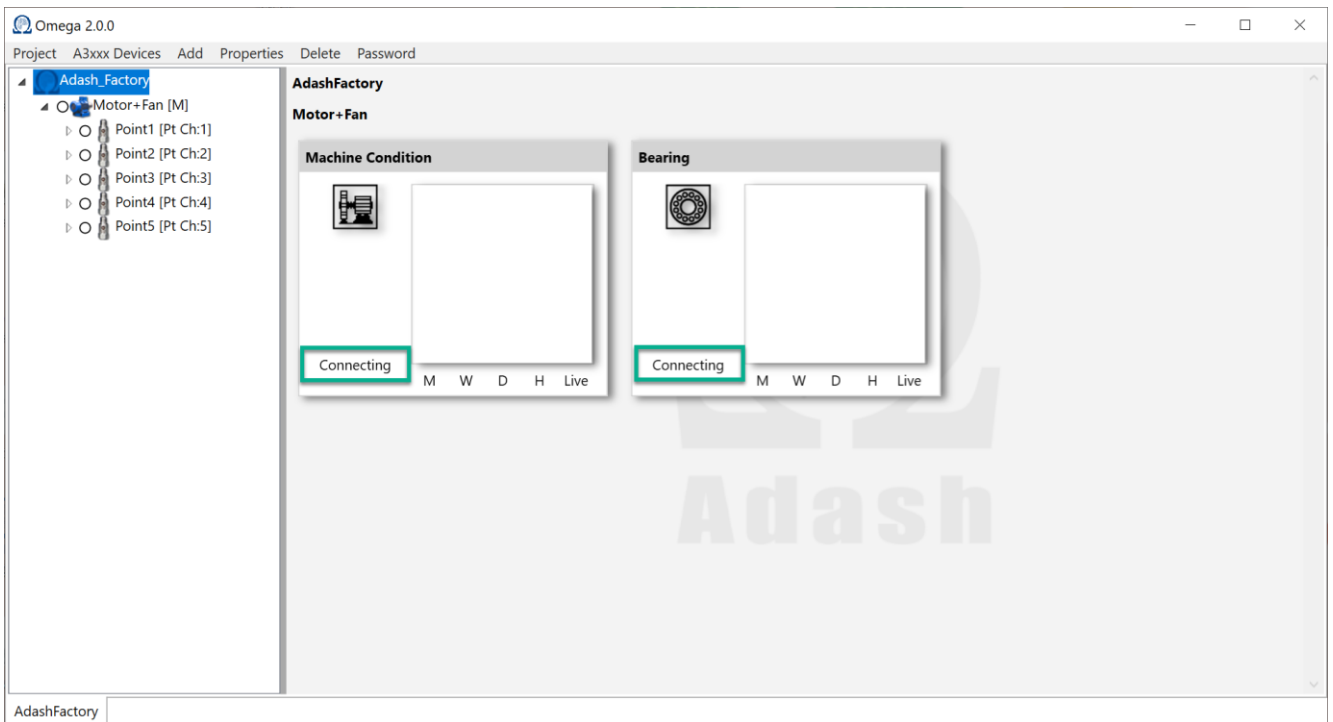 Omega 2.0.0
Project A3xxx Devices Add Properties Delete Password
Adash_Factory
Motor+Fan [M]
Point1 [Pt Ch:1]
Point2 [Pt Ch:2]
Point3 [Pt Ch:3]
Point4 [Pt Ch:4]
Point5 [Pt Ch:5]
AdashFactory
Motor+Fan
Machine Condition
Connecting
M W D H Live
Bearing
Connecting
M W D H Live
Adash
AdashFactory